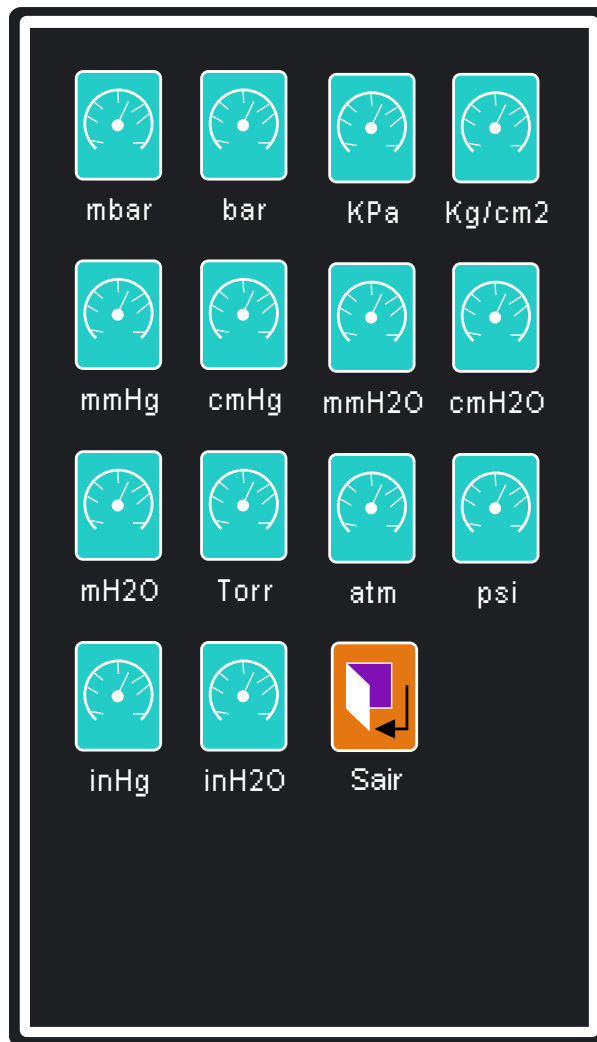 mbar bar KPa Kg/cm2
mmHg cmHg mmH2O cmH2O
mH2O Torr atm psi
inHg inH2O Sair